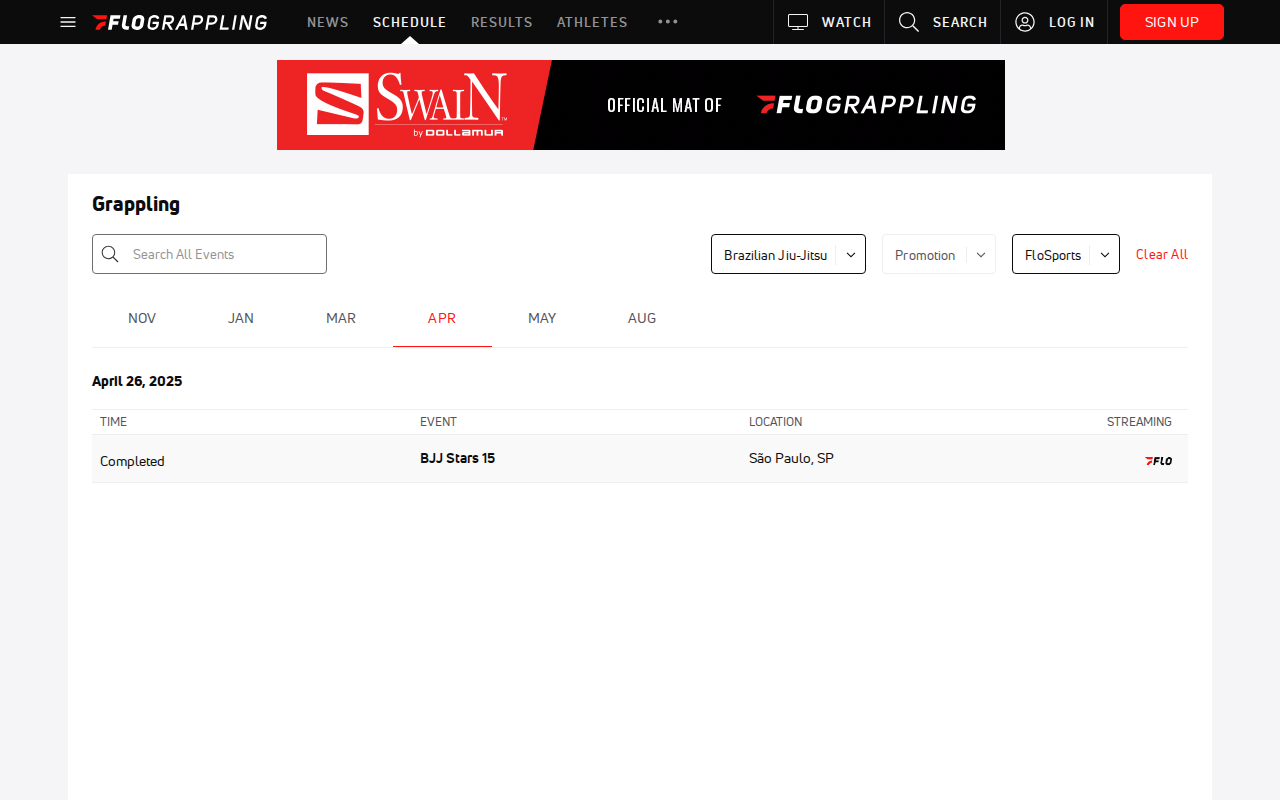 FLOGRAPPLING NEWS SCHEDULE RESULTS ATHLETES WATCH SEARCH LOG IN SIGN UP
SWAIN™ by DOLLAMUR OFFICIAL MAT OF FLOGRAPPLING
Grappling
Search All Events Brazilian Jiu-Jitsu Promotion FloSports Clear All
NOV JAN MAR APR MAY AUG
April 26, 2025
TIME EVENT LOCATION STREAMING
Completed BJJ Stars 15 São Paulo, SP FLO